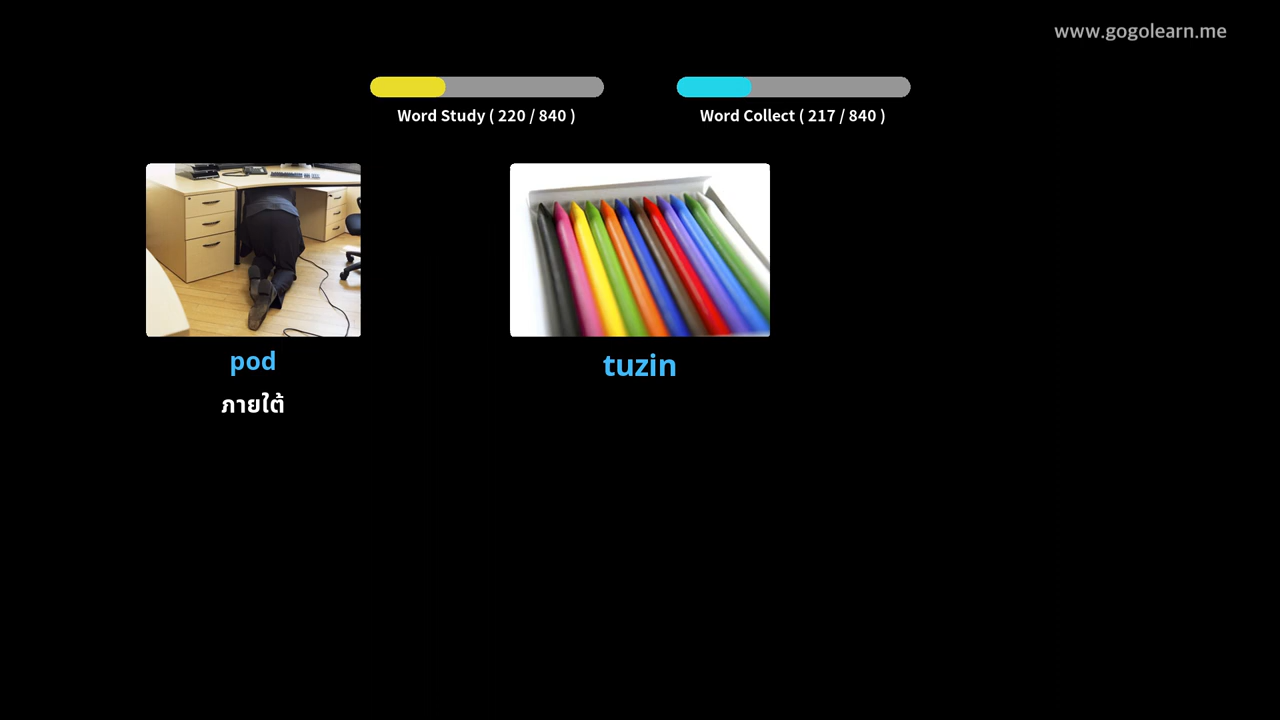 www.gogolearn.me
Word Study ( 220 / 840 )
Word Collect ( 217 / 840 )
pod
ภายใต้
tuzin